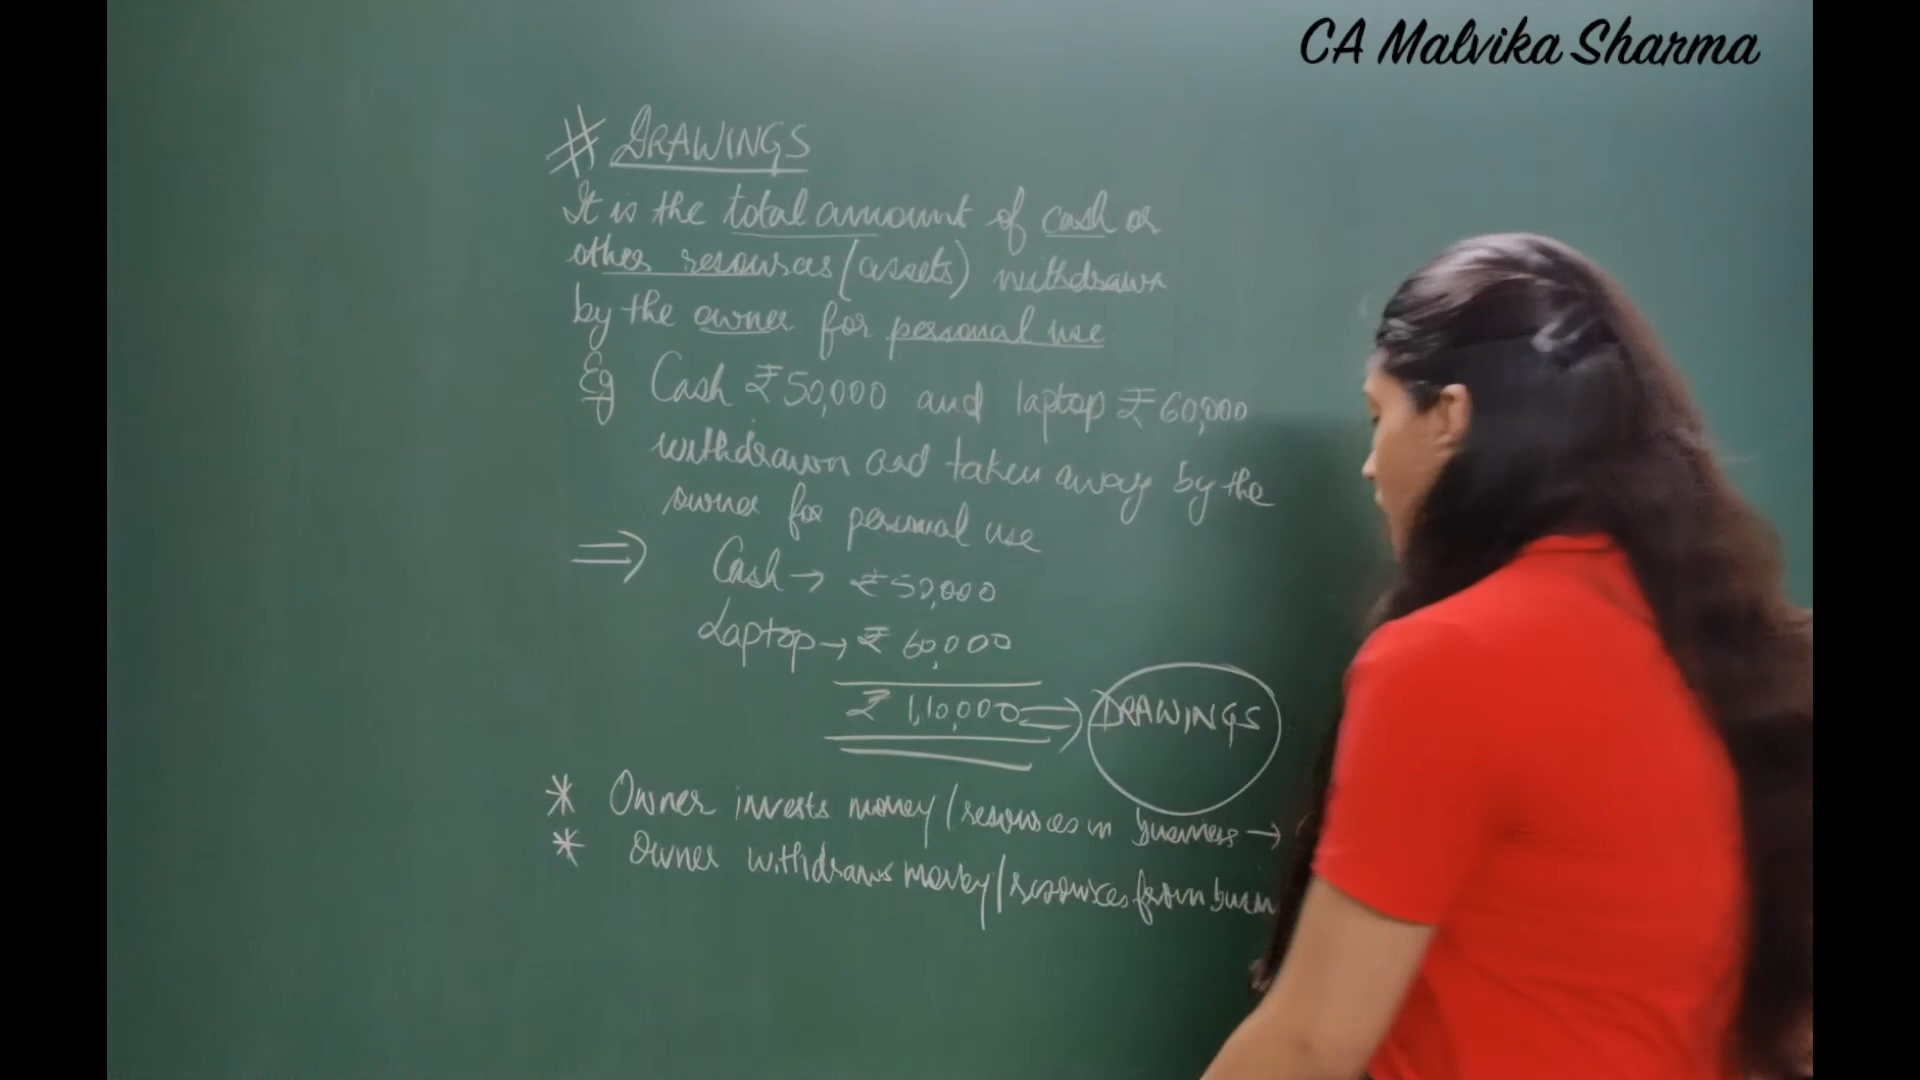 CA Malvika Sharma
# DRAWINGS
It is the total amount of cash or
other resources (assets) withdrawn
by the owner for personal use
Eg Cash ₹50,000 and laptop ₹60,000
withdrawn and taken away by the
owner for personal use
⇒ Cash → ₹50,000
Laptop → ₹60,000
₹ 1,10,000 ⇒ DRAWINGS
* Owner invests money/resources in business →
* Owner withdraws money/resources from